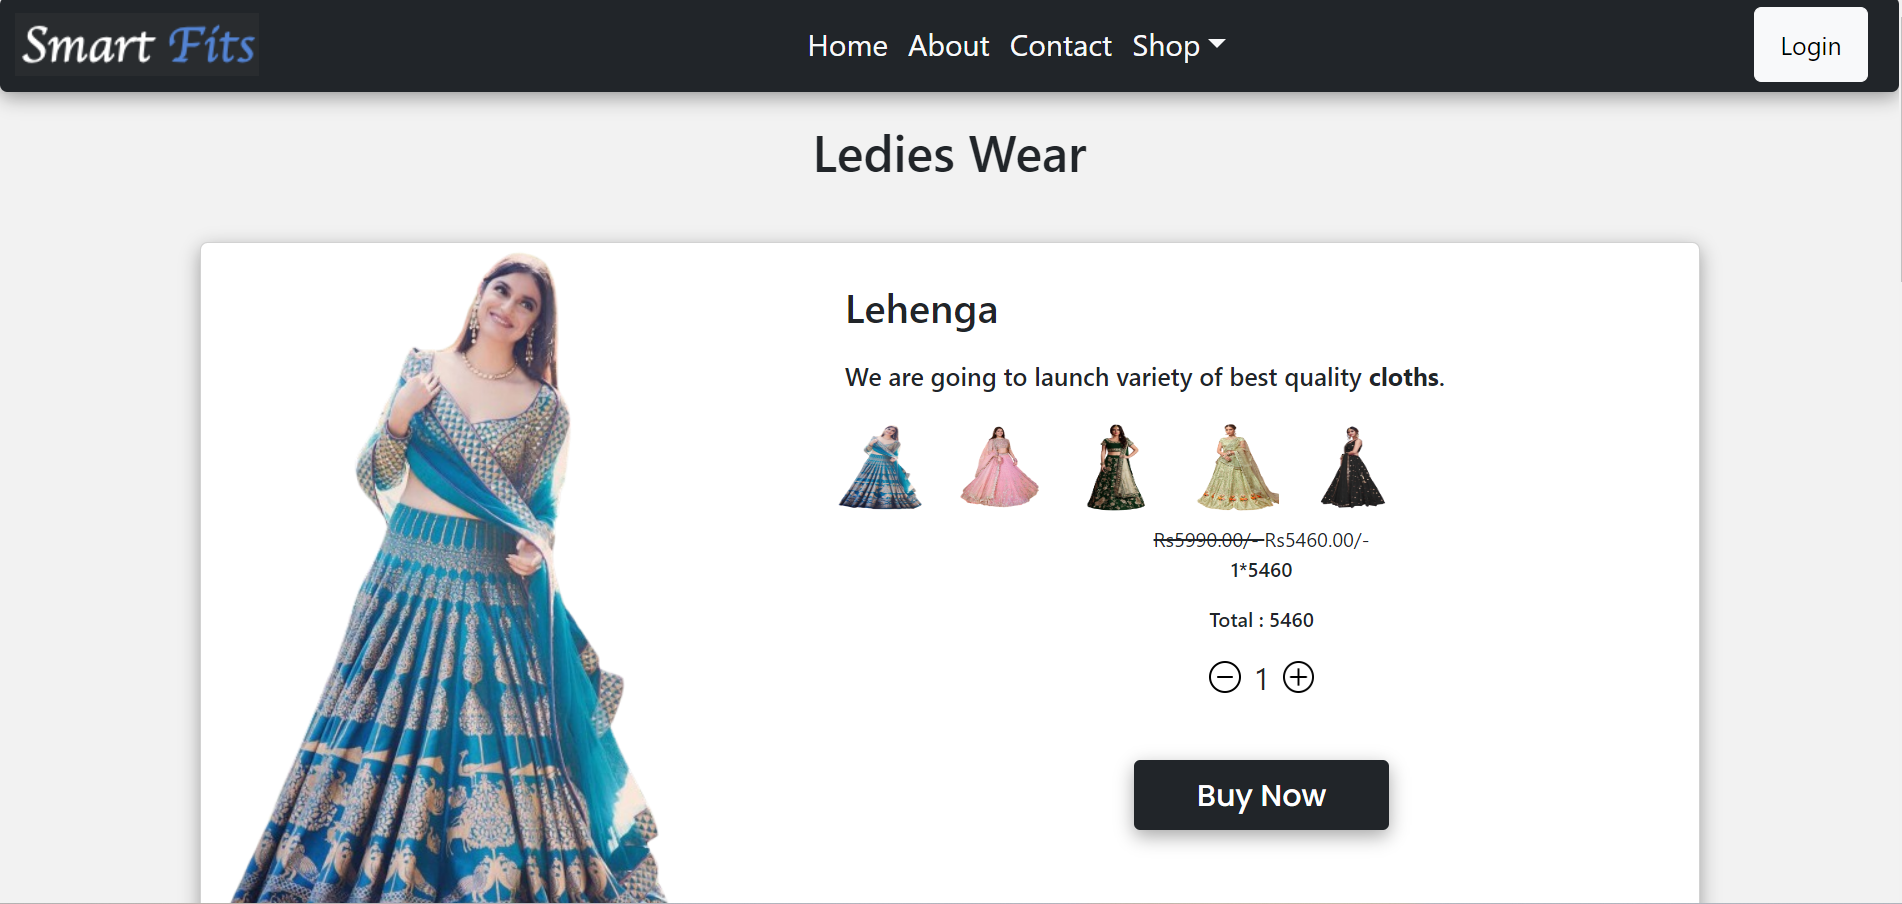 Smart Fits
Home About Contact Shop
Login
Ledies Wear
Lehenga
We are going to launch variety of best quality cloths.
Rs5990.00/- Rs5460.00/-
1*5460
Total : 5460
1
Buy Now